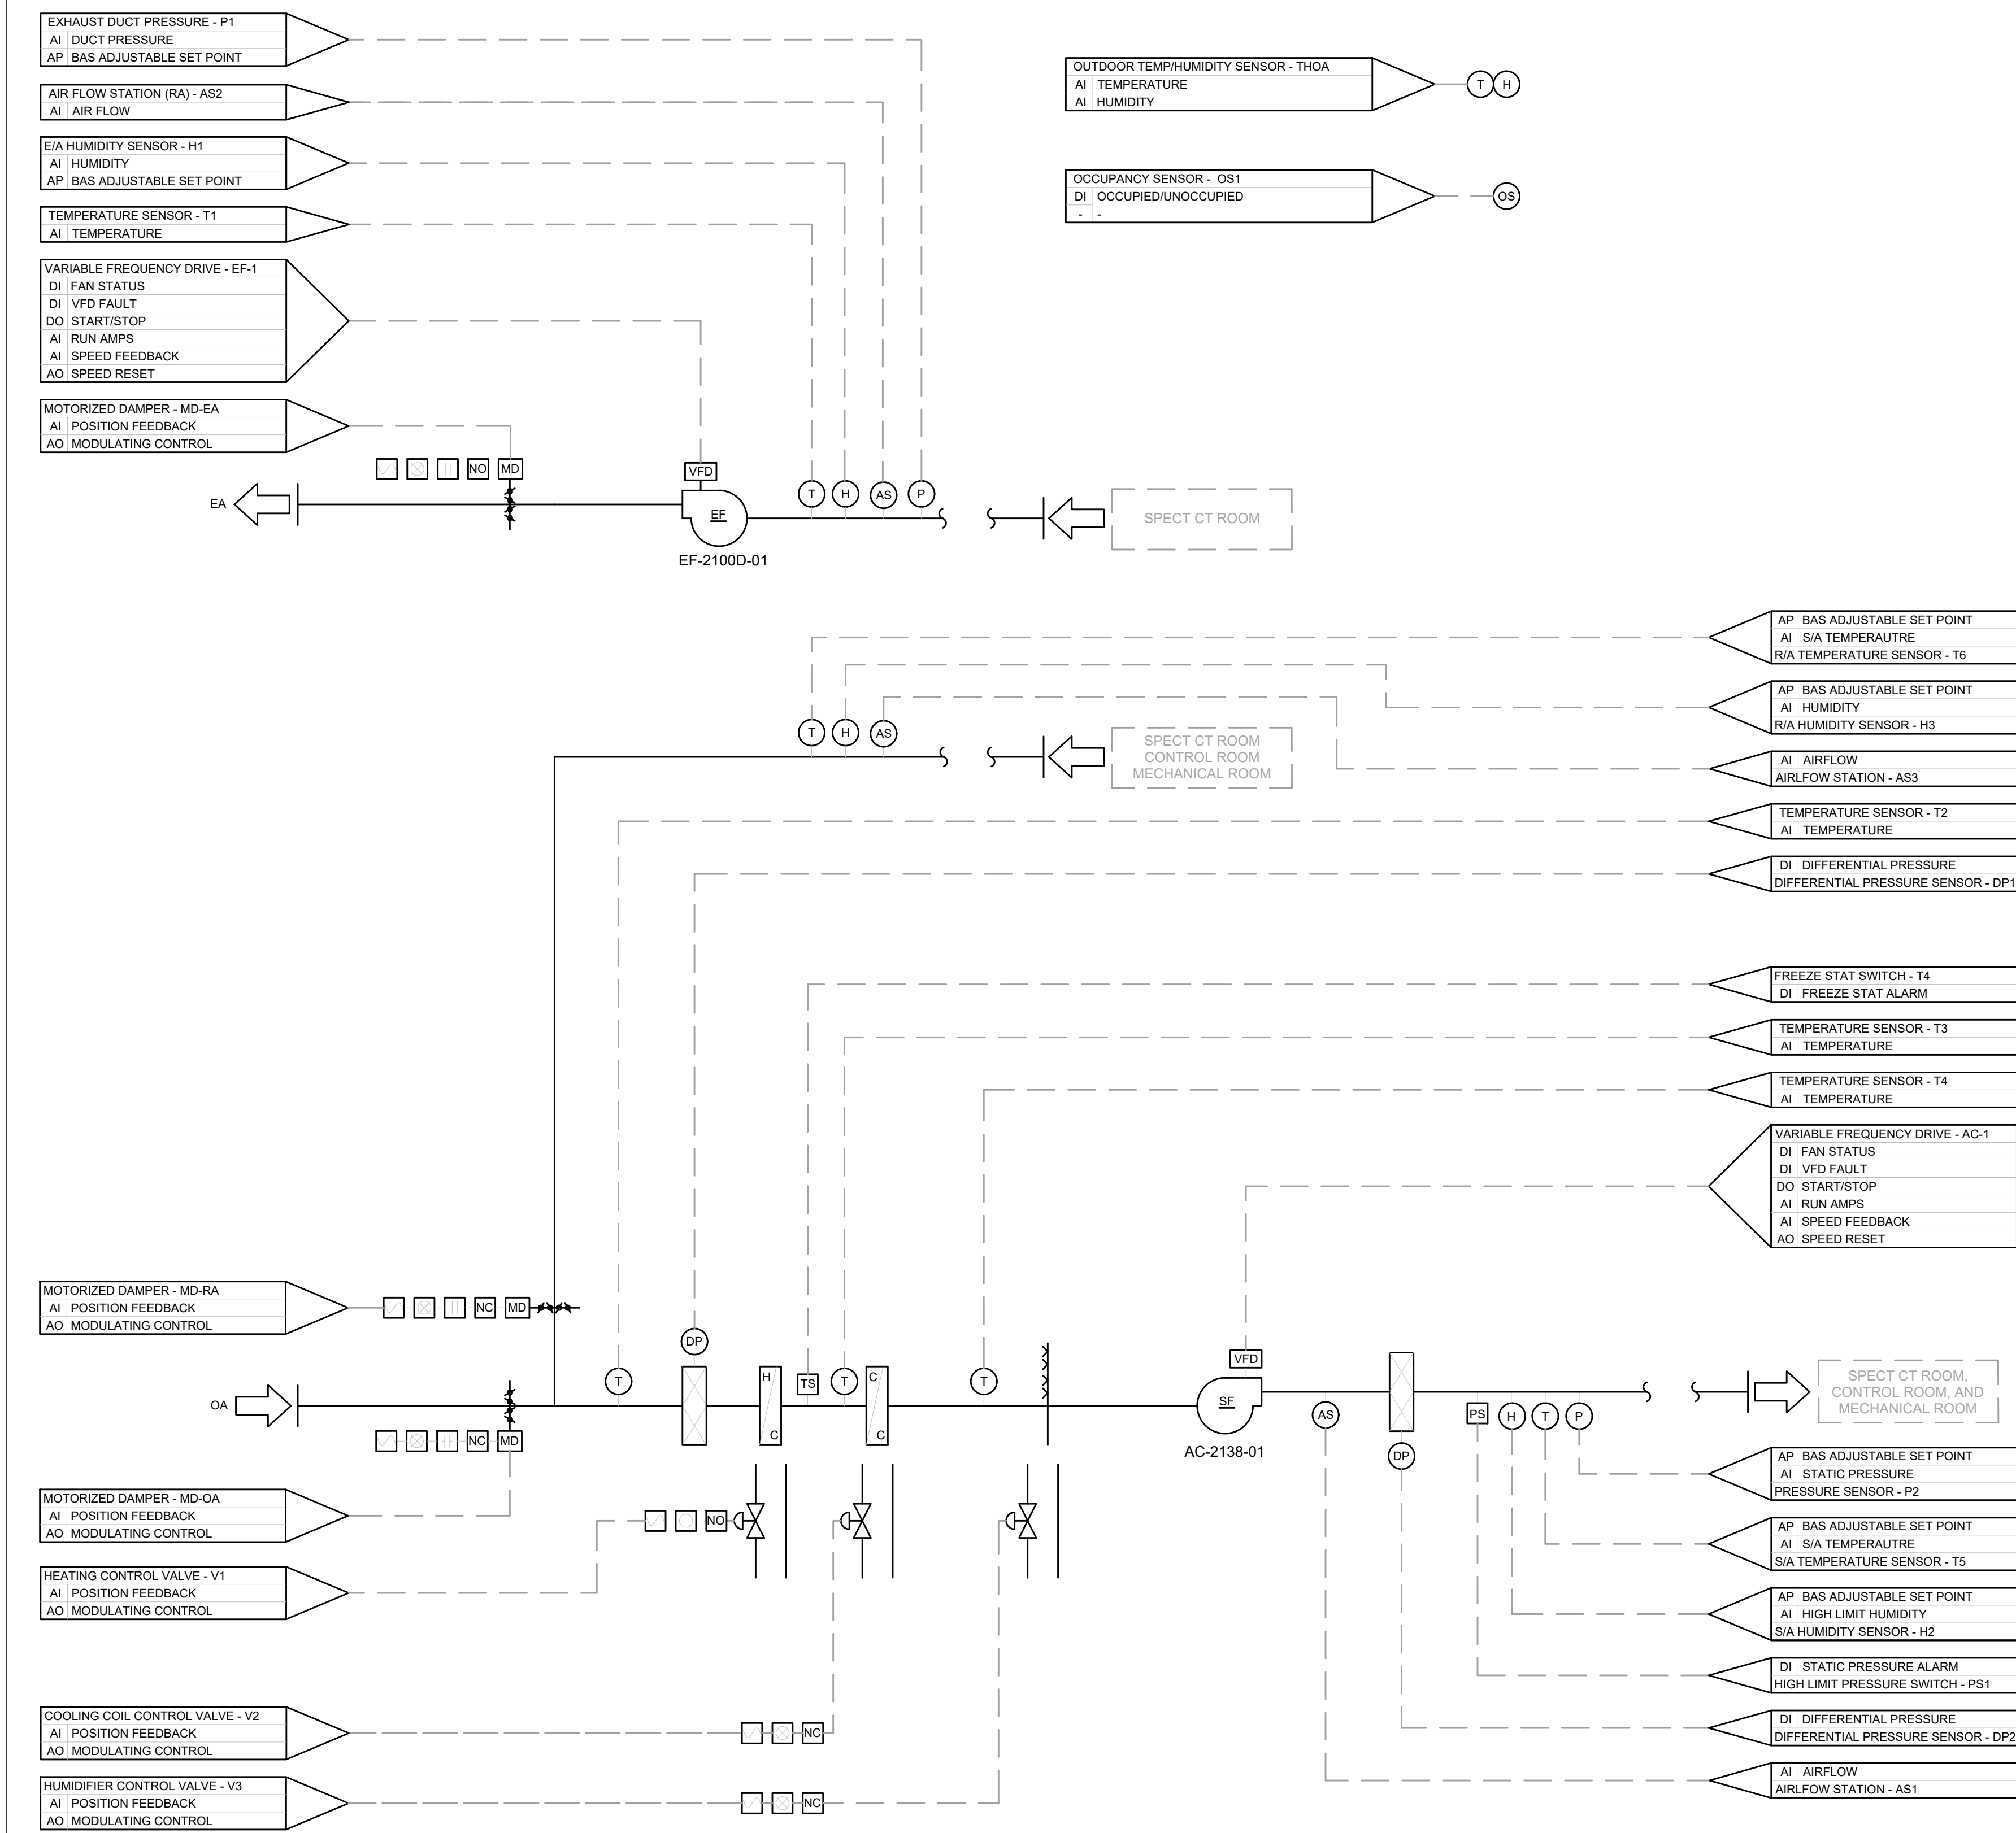 EXHAUST DUCT PRESSURE - P1
AI DUCT PRESSURE
AP BAS ADJUSTABLE SET POINT
AIR FLOW STATION (RA) - AS2
AI AIR FLOW
E/A HUMIDITY SENSOR - H1
AI HUMIDITY
AP BAS ADJUSTABLE SET POINT
TEMPERATURE SENSOR - T1
AI TEMPERATURE
VARIABLE FREQUENCY DRIVE - EF-1
DI FAN STATUS
DI VFD FAULT
DO START/STOP
AI RUN AMPS
AI SPEED FEEDBACK
AO SPEED RESET
MOTORIZED DAMPER - MD-EA
AI POSITION FEEDBACK
AO MODULATING CONTROL
OUTDOOR TEMP/HUMIDITY SENSOR - THOA
AI TEMPERATURE
AI HUMIDITY
T H
OCCUPANCY SENSOR - OS1
DI OCCUPIED/UNOCCUPIED
- -
OS
NO MD
VFD
T H AS P
EA
EF
SPECT CT ROOM
EF-2100D-01
AP BAS ADJUSTABLE SET POINT
AI S/A TEMPERAUTRE
R/A TEMPERATURE SENSOR - T6
AP BAS ADJUSTABLE SET POINT
AI HUMIDITY
R/A HUMIDITY SENSOR - H3
T H AS
SPECT CT ROOM
CONTROL ROOM
MECHANICAL ROOM
AI AIRFLOW
AIRLFOW STATION - AS3
TEMPERATURE SENSOR - T2
AI TEMPERATURE
DI DIFFERENTIAL PRESSURE
DIFFERENTIAL PRESSURE SENSOR - DP1
FREEZE STAT SWITCH - T4
DI FREEZE STAT ALARM
TEMPERATURE SENSOR - T3
AI TEMPERATURE
TEMPERATURE SENSOR - T4
AI TEMPERATURE
VARIABLE FREQUENCY DRIVE - AC-1
DI FAN STATUS
DI VFD FAULT
DO START/STOP
AI RUN AMPS
AI SPEED FEEDBACK
AO SPEED RESET
MOTORIZED DAMPER - MD-RA
AI POSITION FEEDBACK
AO MODULATING CONTROL
NC MD
DP
VFD
T
H
C
TS T
C
C
T
OA
SF
AC-2138-01
AS
DP
PS H T P
SPECT CT ROOM,
CONTROL ROOM, AND
MECHANICAL ROOM
NC MD
MOTORIZED DAMPER - MD-OA
AI POSITION FEEDBACK
AO MODULATING CONTROL
NO
HEATING CONTROL VALVE - V1
AI POSITION FEEDBACK
AO MODULATING CONTROL
AP BAS ADJUSTABLE SET POINT
AI STATIC PRESSURE
PRESSURE SENSOR - P2
AP BAS ADJUSTABLE SET POINT
AI S/A TEMPERAUTRE
S/A TEMPERATURE SENSOR - T5
AP BAS ADJUSTABLE SET POINT
AI HIGH LIMIT HUMIDITY
S/A HUMIDITY SENSOR - H2
DI STATIC PRESSURE ALARM
HIGH LIMIT PRESSURE SWITCH - PS1
COOLING COIL CONTROL VALVE - V2
AI POSITION FEEDBACK
AO MODULATING CONTROL
NC
DI DIFFERENTIAL PRESSURE
DIFFERENTIAL PRESSURE SENSOR - DP2
HUMIDIFIER CONTROL VALVE - V3
AI POSITION FEEDBACK
AO MODULATING CONTROL
NC
AI AIRFLOW
AIRLFOW STATION - AS1